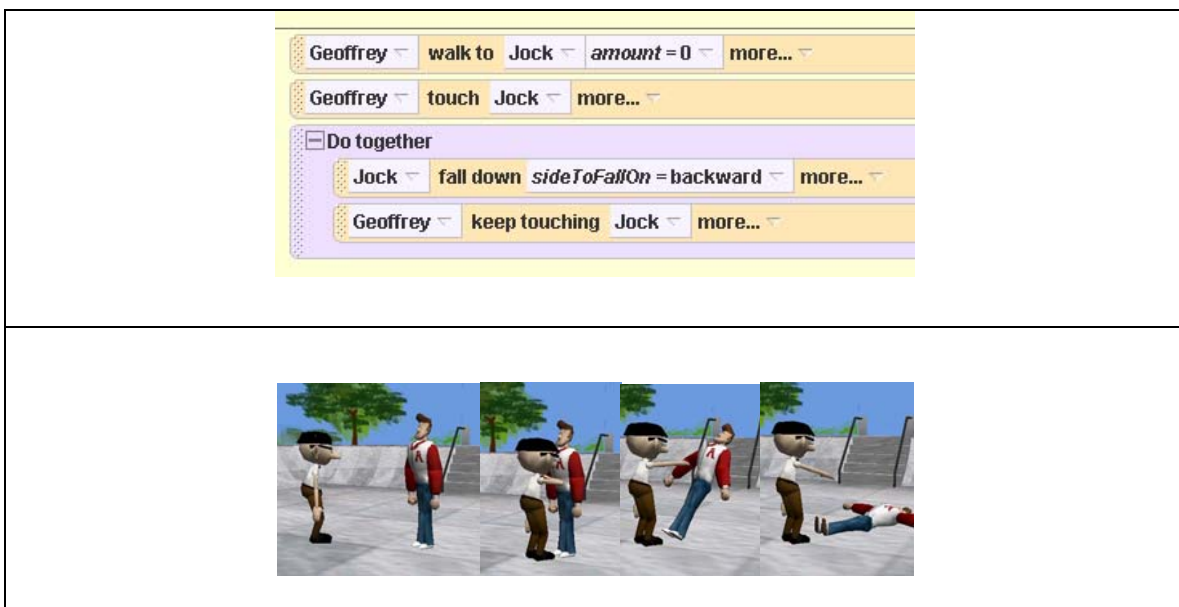 Geoffrey walk to Jock amount = 0 more...
Geoffrey touch Jock more...
Do together
Jock fall down sideToFallOn = backward more...
Geoffrey keep touching Jock more...